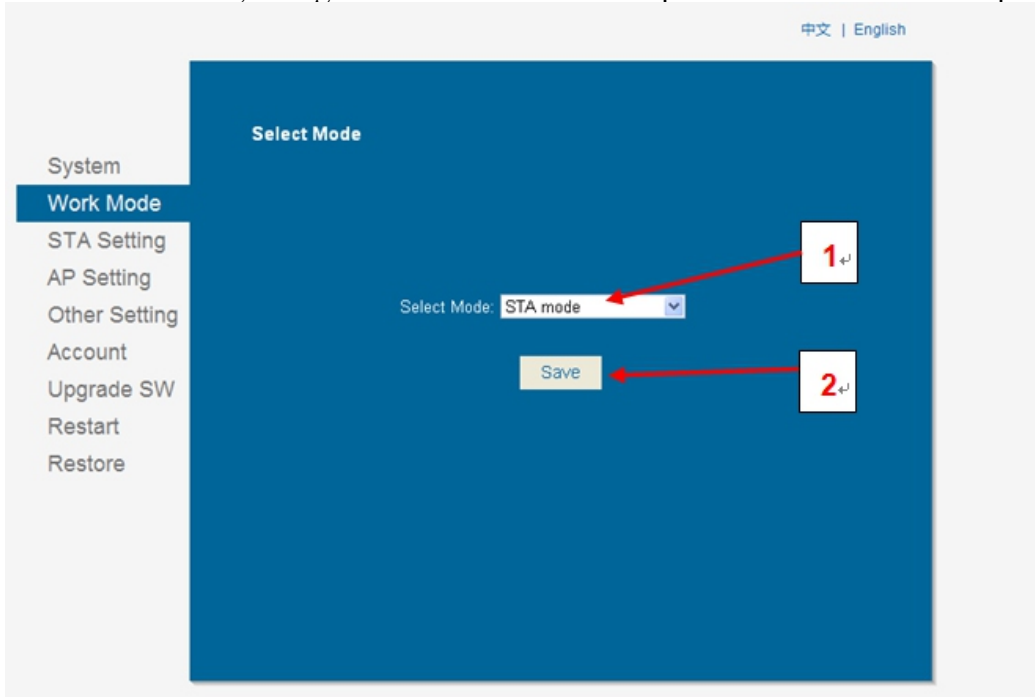 中文 | English
Select Mode
System
Work Mode
STA Setting
AP Setting
Other Setting
Account
Upgrade SW
Restart
Restore
Select Mode: STA mode
Save
1↵
2↵